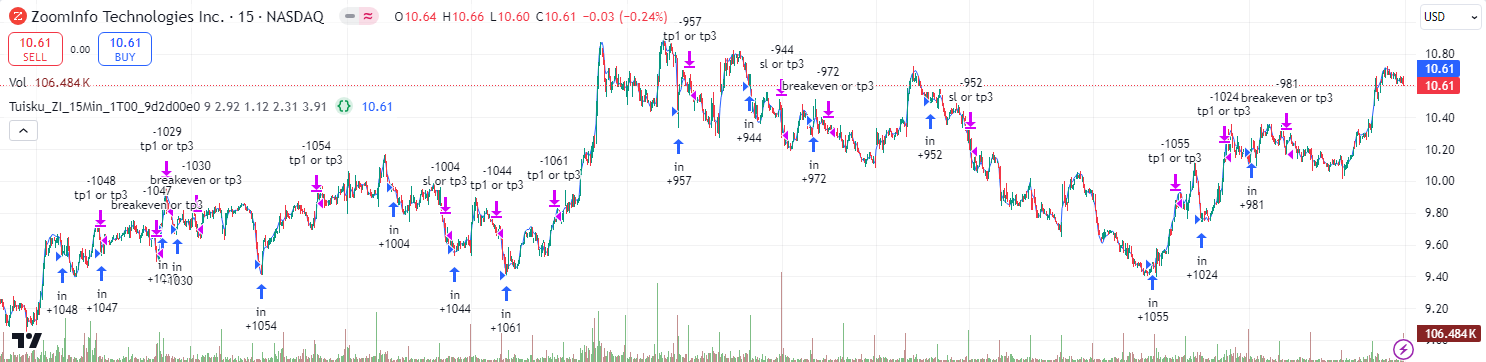 ZoomInfo Technologies Inc. · 15 · NASDAQ O10.64 H10.66 L10.60 C10.61 −0.03 (−0.24%)
USD
10.61 SELL
0.00
10.61 BUY
Vol 106.484 K
Tuisku_ZI_15Min_1T00_9d2d00e0 9 2.92 1.12 2.31 3.91 {} 10.61
-1048
tp1 or tp3
-1029
tp1 or tp3
-1047
breakeven or tp3
-1030
breakeven or tp3
-1054
tp1 or tp3
-1004
sl or tp3
-1044
tp1 or tp3
-1061
tp1 or tp3
-957
tp1 or tp3
-944
sl or tp3
-972
breakeven or tp3
-952
sl or tp3
-1055
tp1 or tp3
-1024
tp1 or tp3
-981
breakeven or tp3
in
+1048
in
+1047
in
in
+1030
in
+1054
in
+1004
in
+1044
in
+1061
in
+957
in
+944
in
+972
in
+952
in
+1055
in
+1024
in
+981
10.80
10.61
10.61
10.40
10.20
10.00
9.80
9.60
9.40
9.20
106.484 K